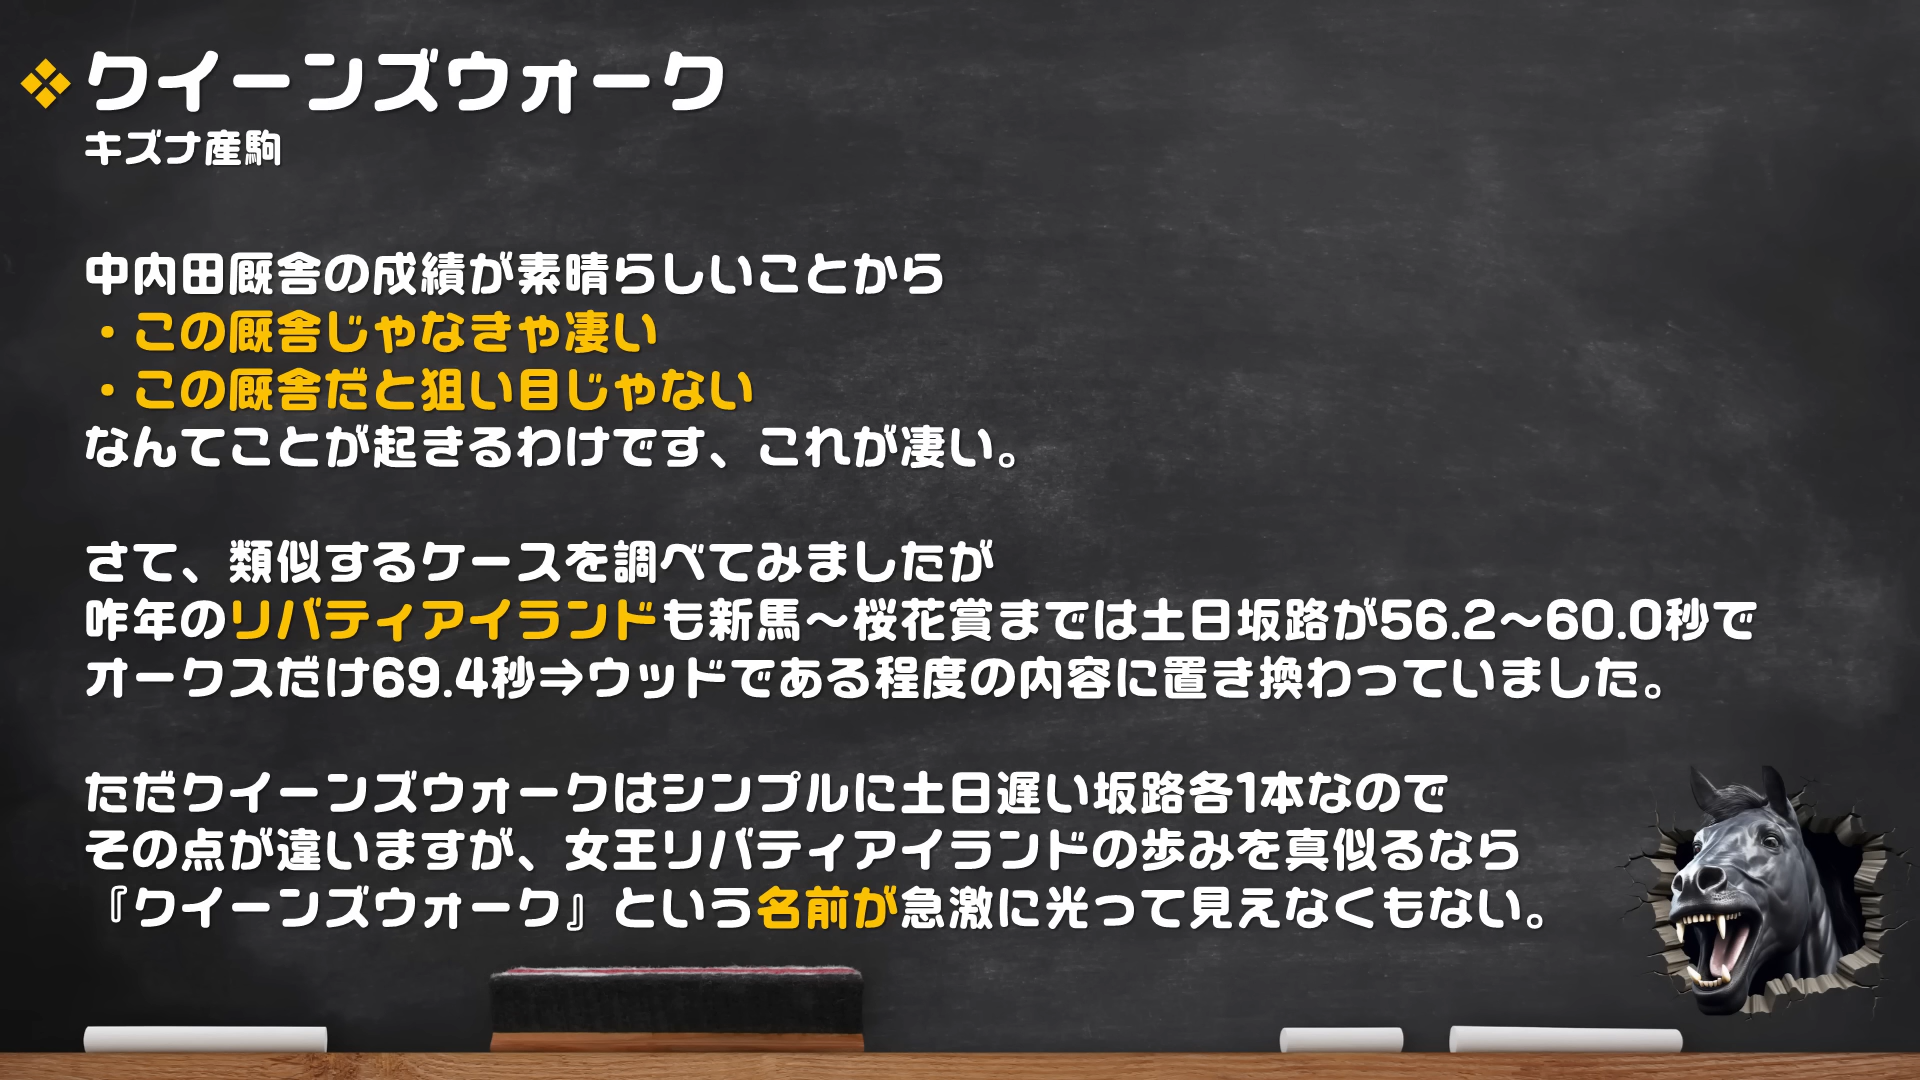 ❖クイーンズウォーク
キズナ産駒
中内田厩舎の成績が素晴らしいことから
・この厩舎じゃなきゃ凄い
・この厩舎だと狙い目じゃない
なんてことが起きるわけです、これが凄い。
さて、類似するケースを調べてみましたが
昨年のリバティアイランドも新馬～桜花賞までは土日坂路が56.2～60.0秒で
オークスだけ69.4秒⇒ウッドである程度の内容に置き換わっていました。
ただクイーンズウォークはシンプルに土日遅い坂路各1本なので
その点が違いますが、女王リバティアイランドの歩みを真似るなら
『クイーンズウォーク』という名前が急激に光って見えなくもない。